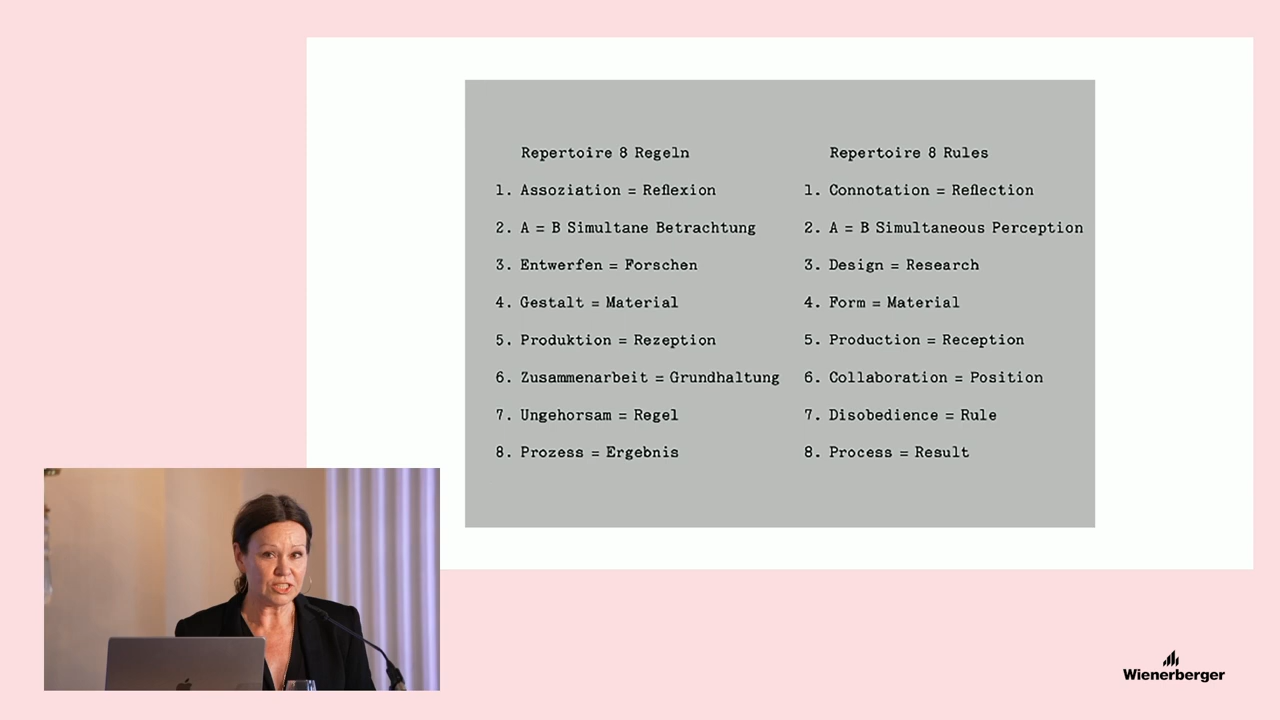 Repertoire 8 Regeln
1. Assoziation = Reflexion
2. A = B Simultane Betrachtung
3. Entwerfen = Forschen
4. Gestalt = Material
5. Produktion = Rezeption
6. Zusammenarbeit = Grundhaltung
7. Ungehorsam = Regel
8. Prozess = Ergebnis
Repertoire 8 Rules
1. Connotation = Reflection
2. A = B Simultaneous Perception
3. Design = Research
4. Form = Material
5. Production = Reception
6. Collaboration = Position
7. Disobedience = Rule
8. Process = Result
Wienerberger